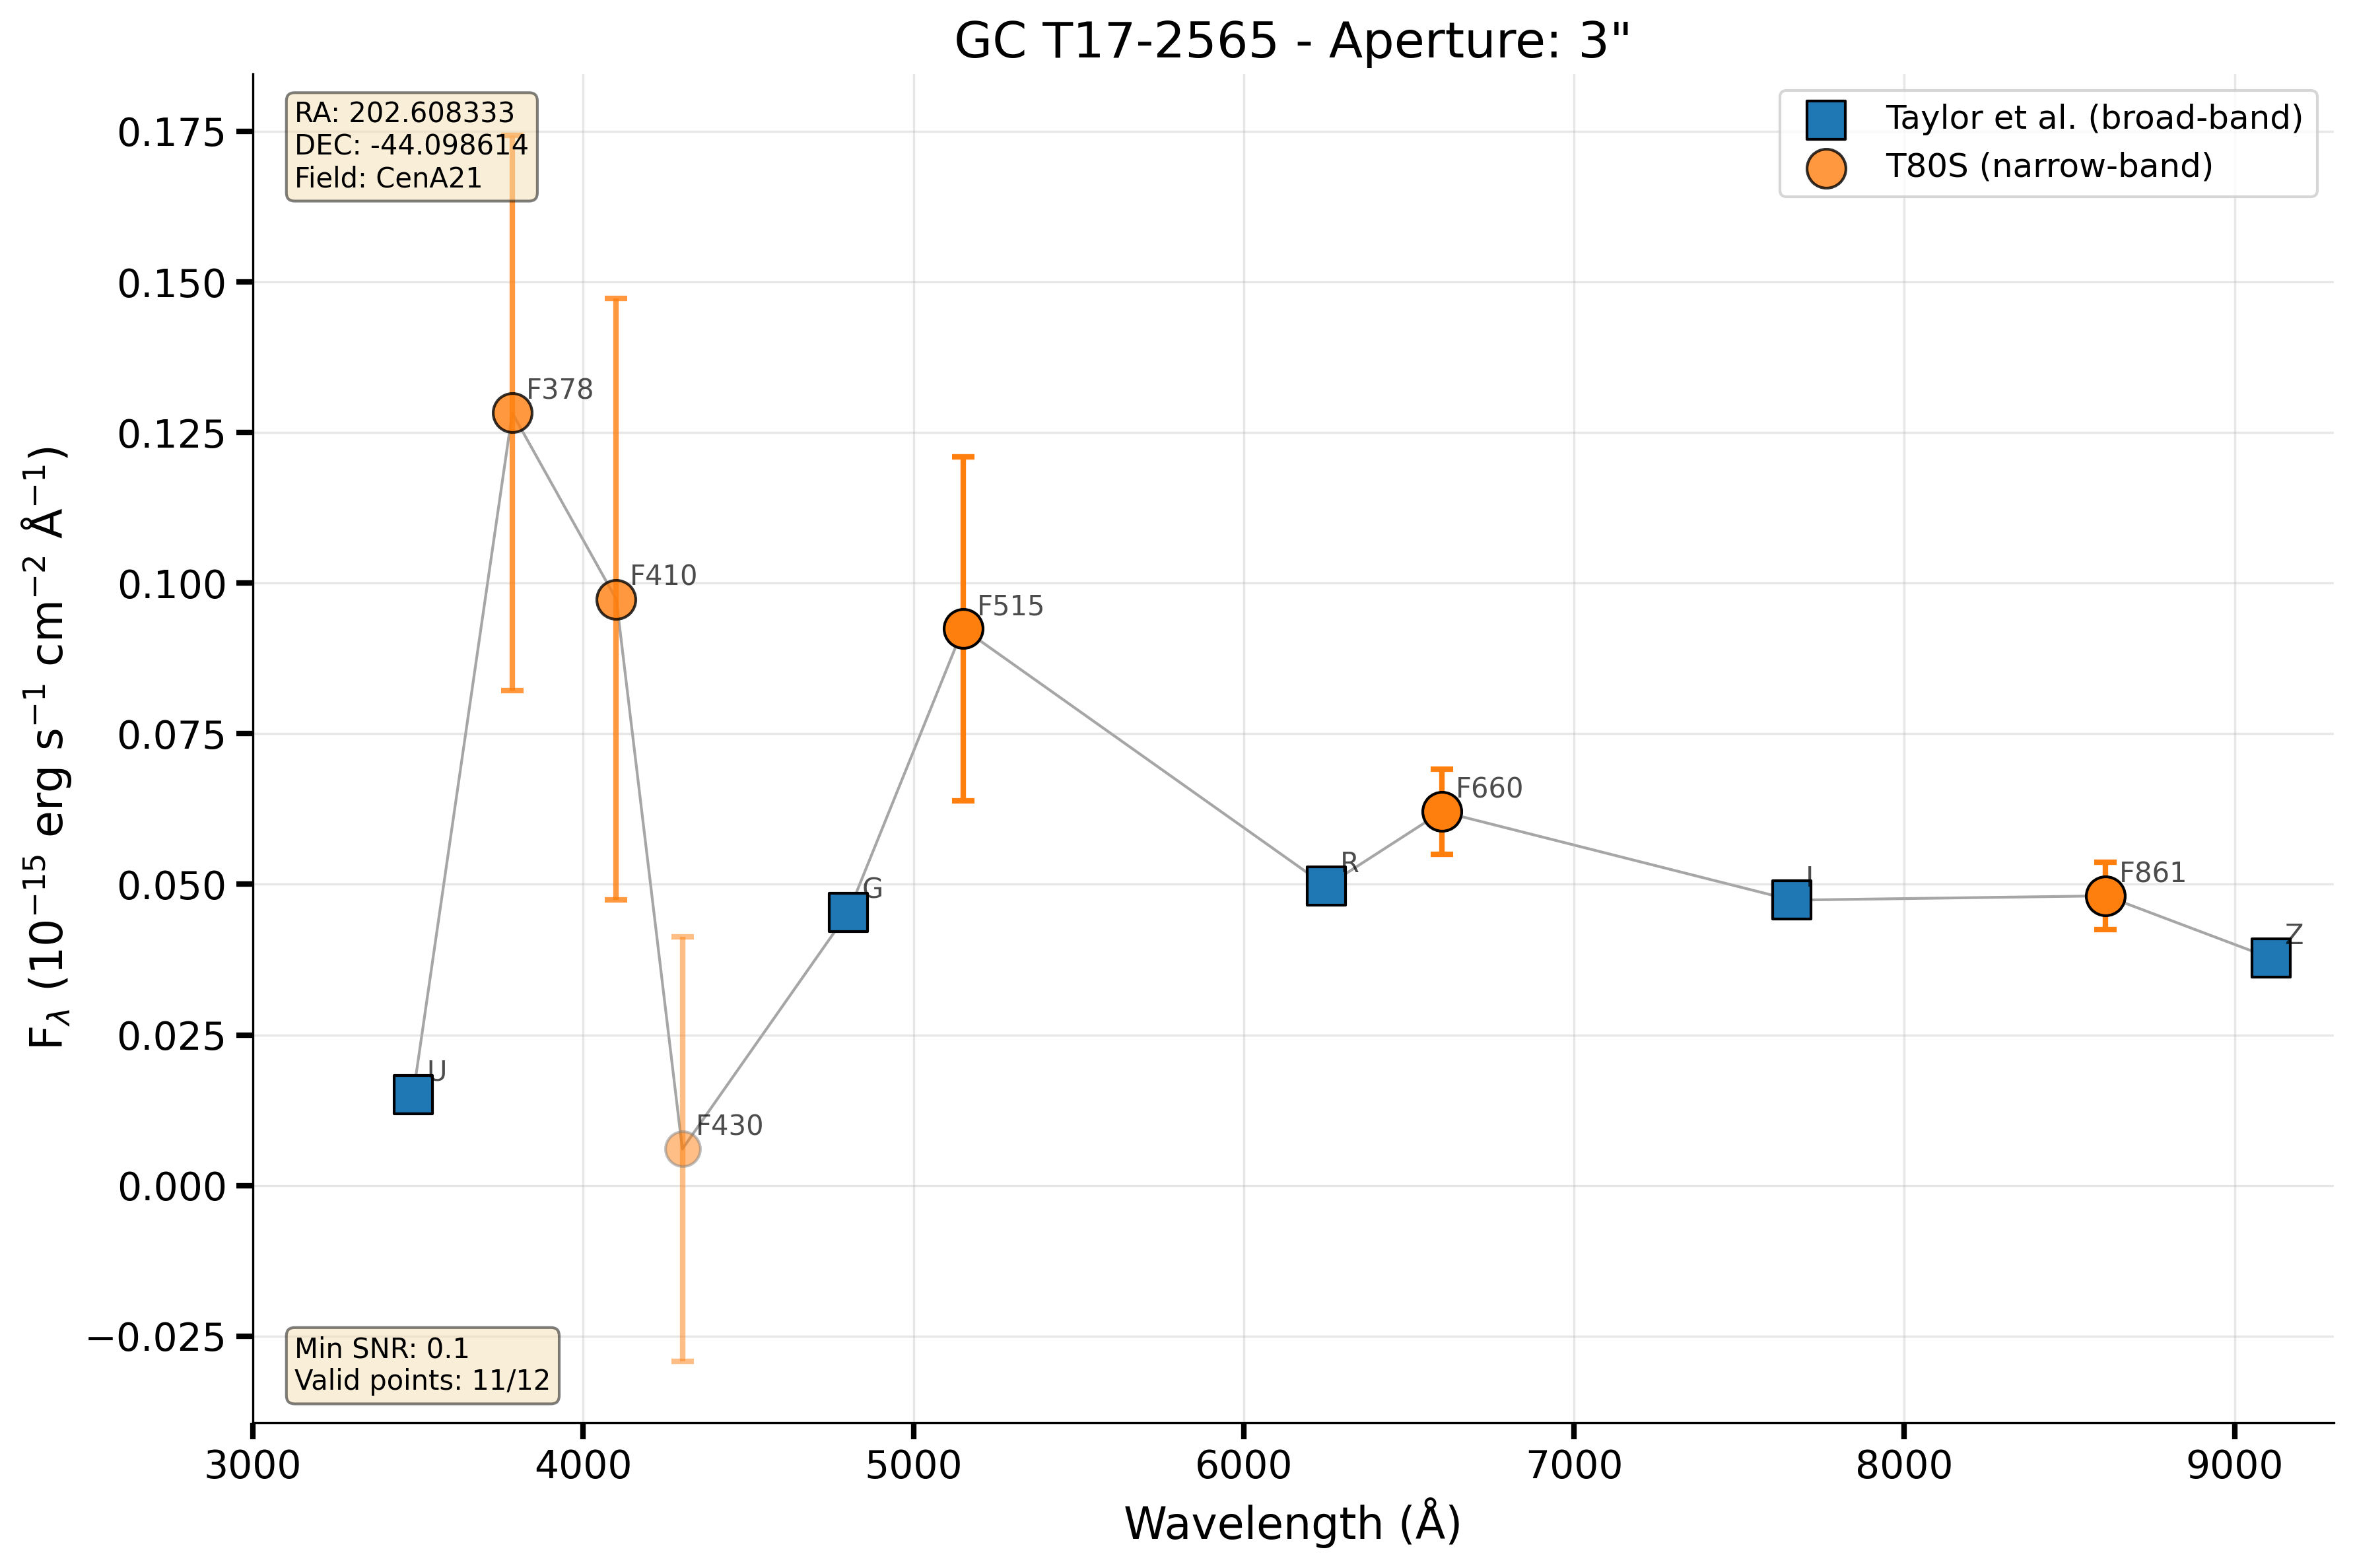 GC T17-2565 - Aperture: 3"
RA: 202.608333
DEC: -44.098614
Field: CenA21
Taylor et al. (broad-band)
T80S (narrow-band)
0.175
0.150
0.125
0.100
0.075
0.050
0.025
0.000
−0.025
F_λ (10⁻¹⁵ erg s⁻¹ cm⁻² Å⁻¹)
U
F378
F410
F430
G
F515
R
F660
I
F861
Z
Min SNR: 0.1
Valid points: 11/12
3000 4000 5000 6000 7000 8000 9000
Wavelength (Å)